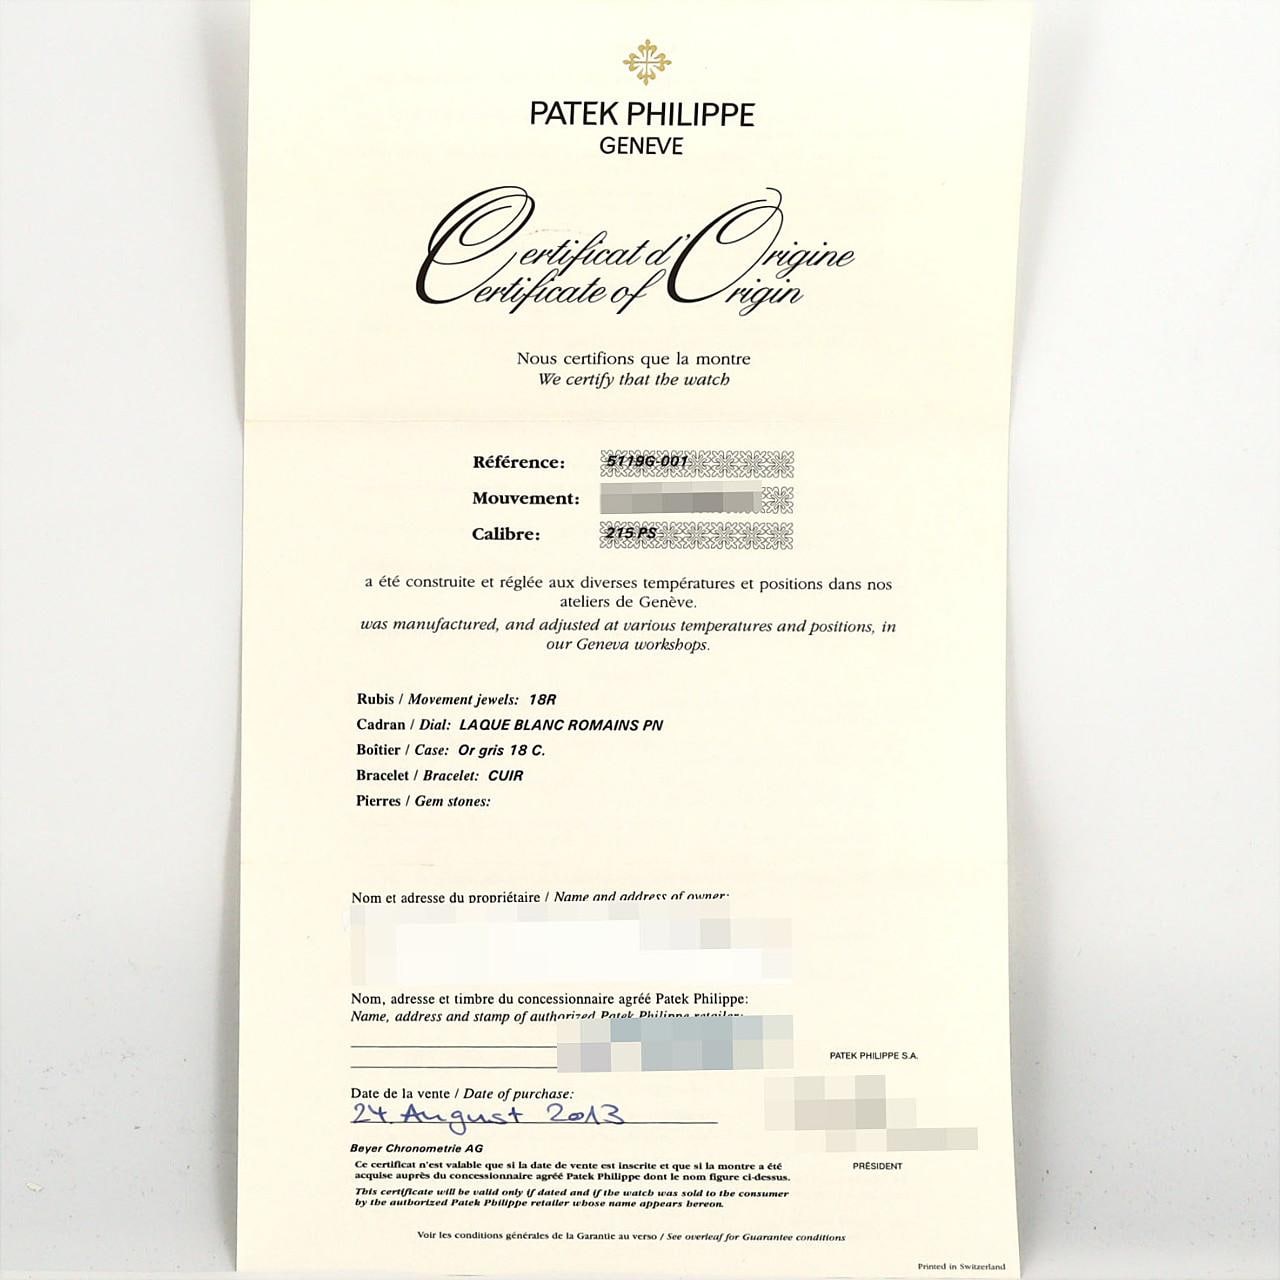 PATEK PHILIPPE
GENEVE
Certificat d'Origine
Certificate of Origin
Nous certifions que la montre
We certify that the watch
Référence: 5119G-001
Mouvement:
Calibre: 215 PS
a été construite et réglée aux diverses températures et positions dans nos
ateliers de Genève.
was manufactured, and adjusted at various temperatures and positions, in
our Geneva workshops.
Rubis / Movement jewels: 18R
Cadran / Dial: LAQUE BLANC ROMAINS PN
Boîtier / Case: Or gris 18 C.
Bracelet / Bracelet: CUIR
Pierres / Gem stones:
Nom et adresse du propriétaire / Name and address of owner:
Nom, adresse et timbre du concessionnaire agréé Patek Philippe:
Name, address and stamp of authorized Patek Philippe retailer:
PATEK PHILIPPE S.A.
Date de la vente / Date of purchase:
24. August 2013
Beyer Chronometrie AG
Ce certificat n'est valable que si la date de vente est inscrite et que si la montre a été
acquise auprès du concessionnaire agréé Patek Philippe dont le nom figure ci-dessus.
PRÉSIDENT
This certificate will be valid only if dated and if the watch was sold to the consumer
by the authorized Patek Philippe retailer whose name appears hereon.
Voir les conditions générales de la Garantie au verso / See overleaf for Guarantee conditions
Printed in Switzerland